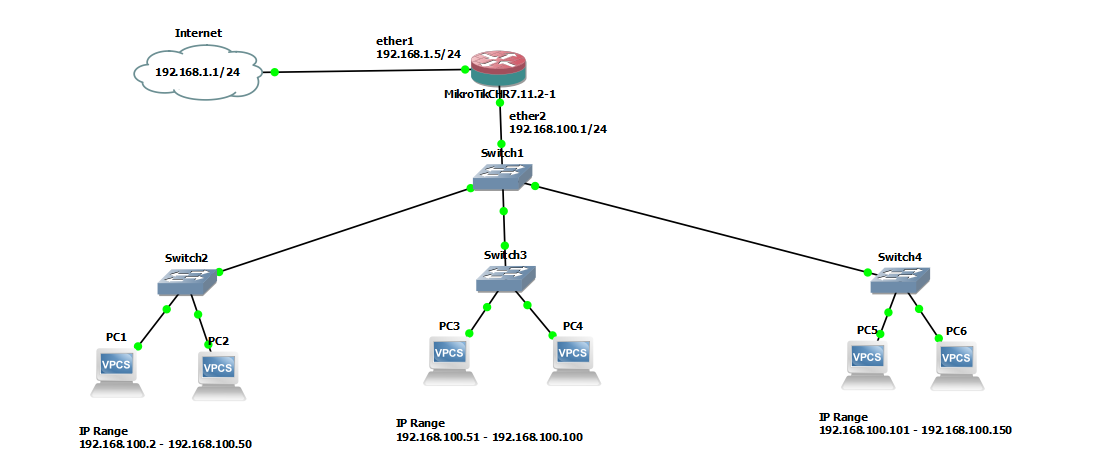 Internet
192.168.1.1/24
ether1
192.168.1.5/24
MikroTikCHR7.11.2-1
ether2
192.168.100.1/24
Switch1
Switch2
Switch3
Switch4
PC1
PC2
PC3
PC4
PC5
PC6
VPCS
VPCS
VPCS
VPCS
VPCS
VPCS
IP Range
192.168.100.2 - 192.168.100.50
IP Range
192.168.100.51 - 192.168.100.100
IP Range
192.168.100.101 - 192.168.100.150